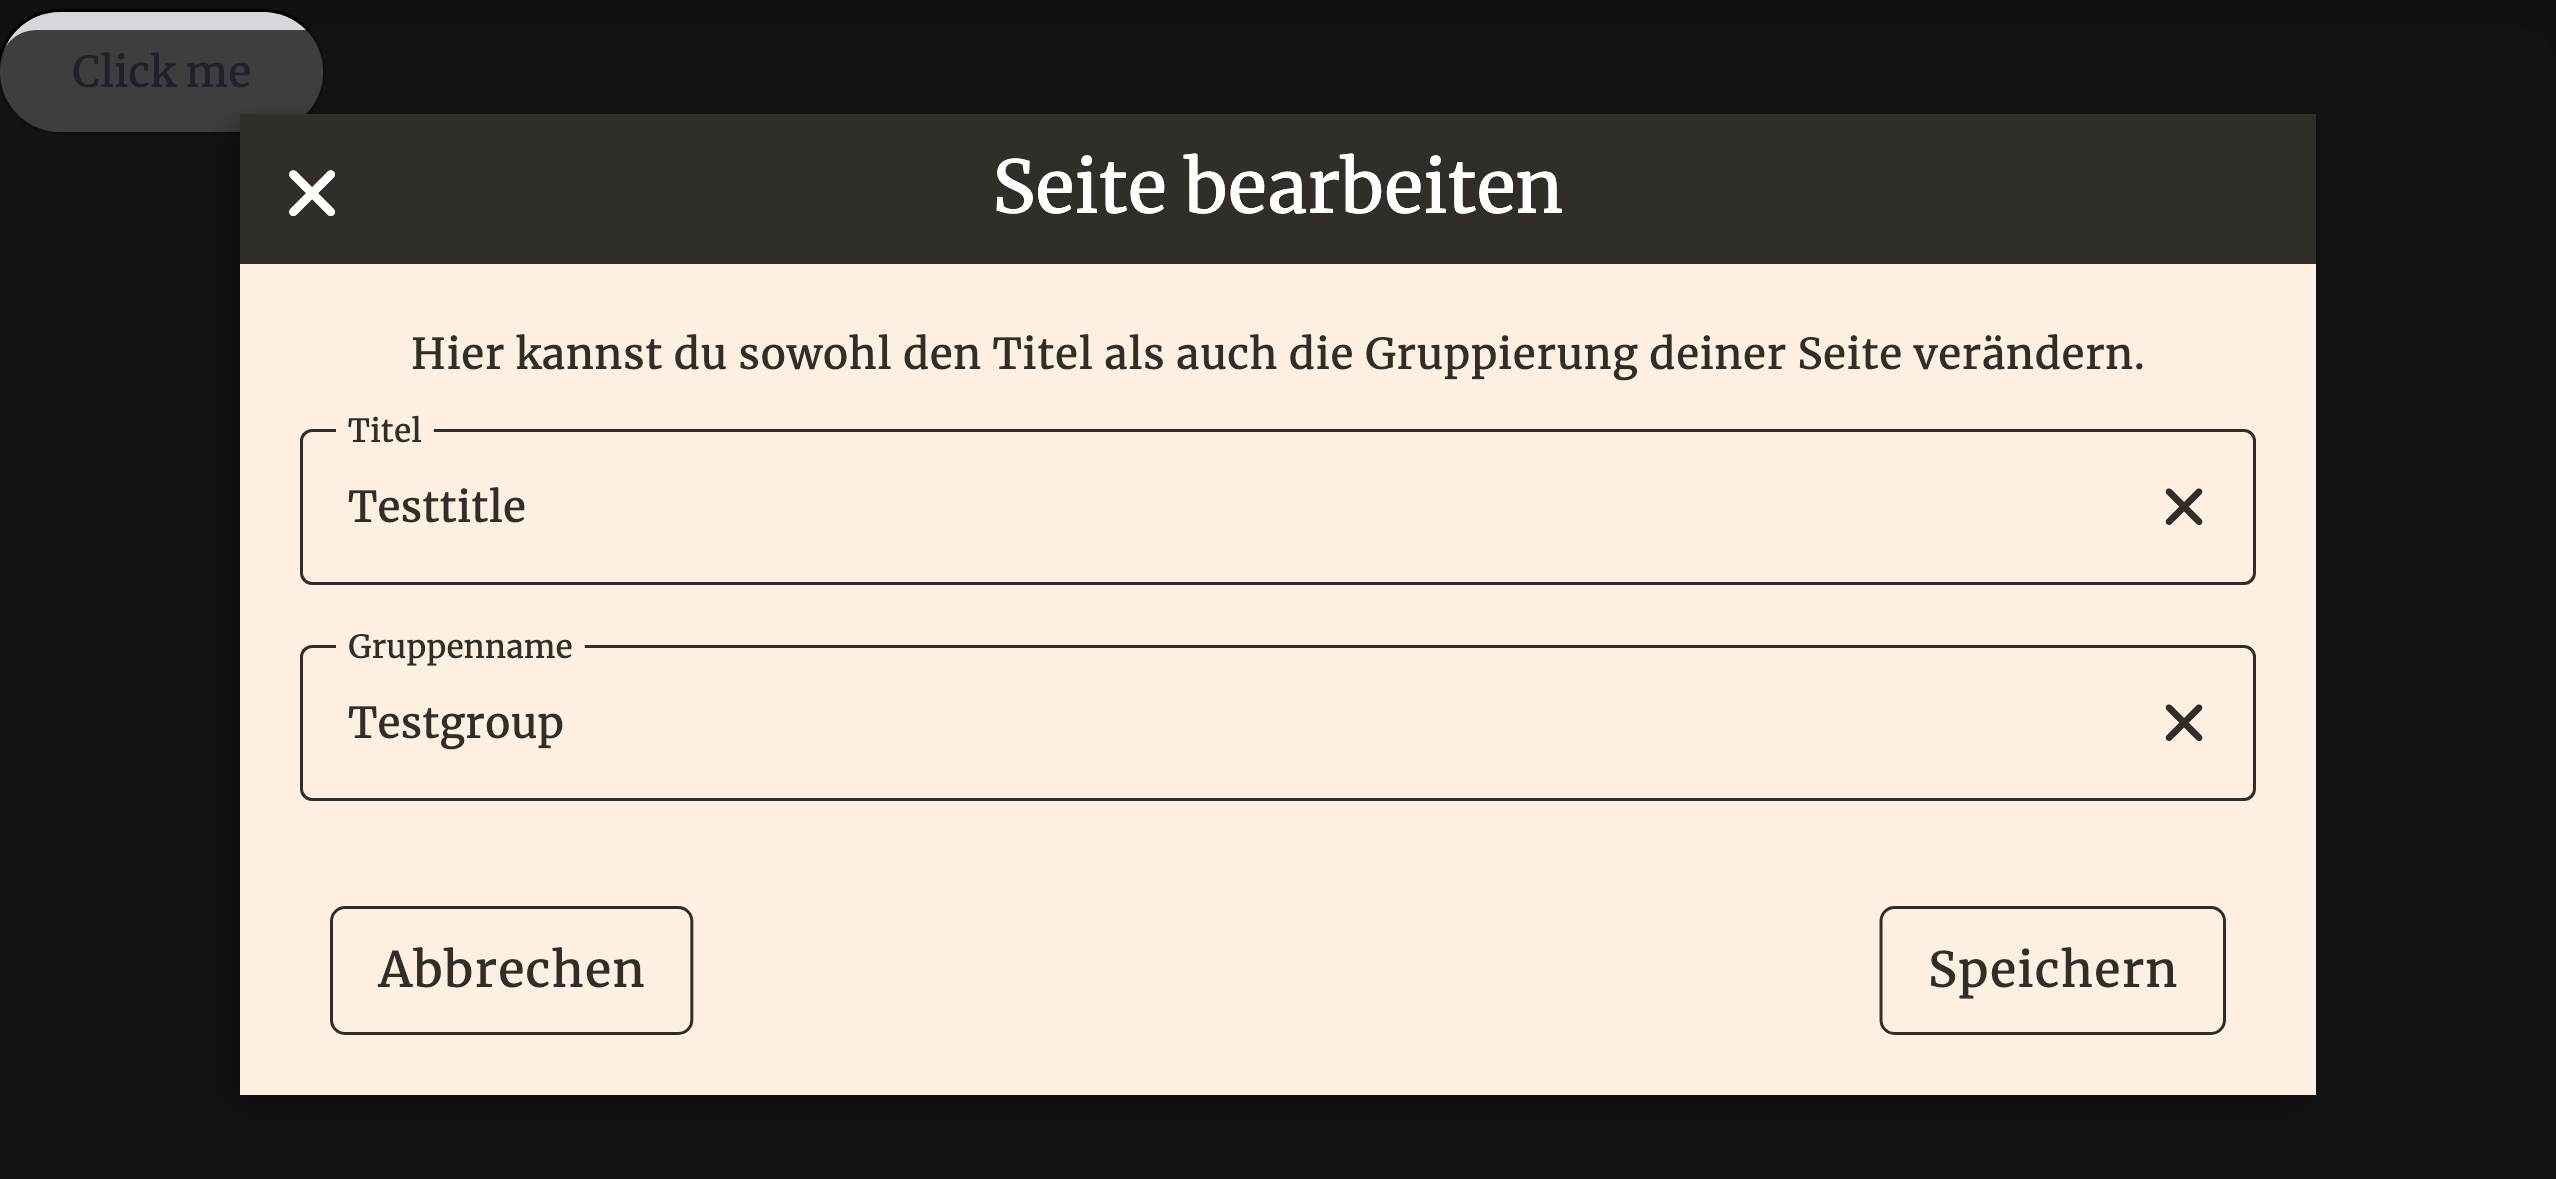 Click me
Seite bearbeiten
Hier kannst du sowohl den Titel als auch die Gruppierung deiner Seite verändern.
Titel
Testtitle
Gruppenname
Testgroup
Abbrechen
Speichern